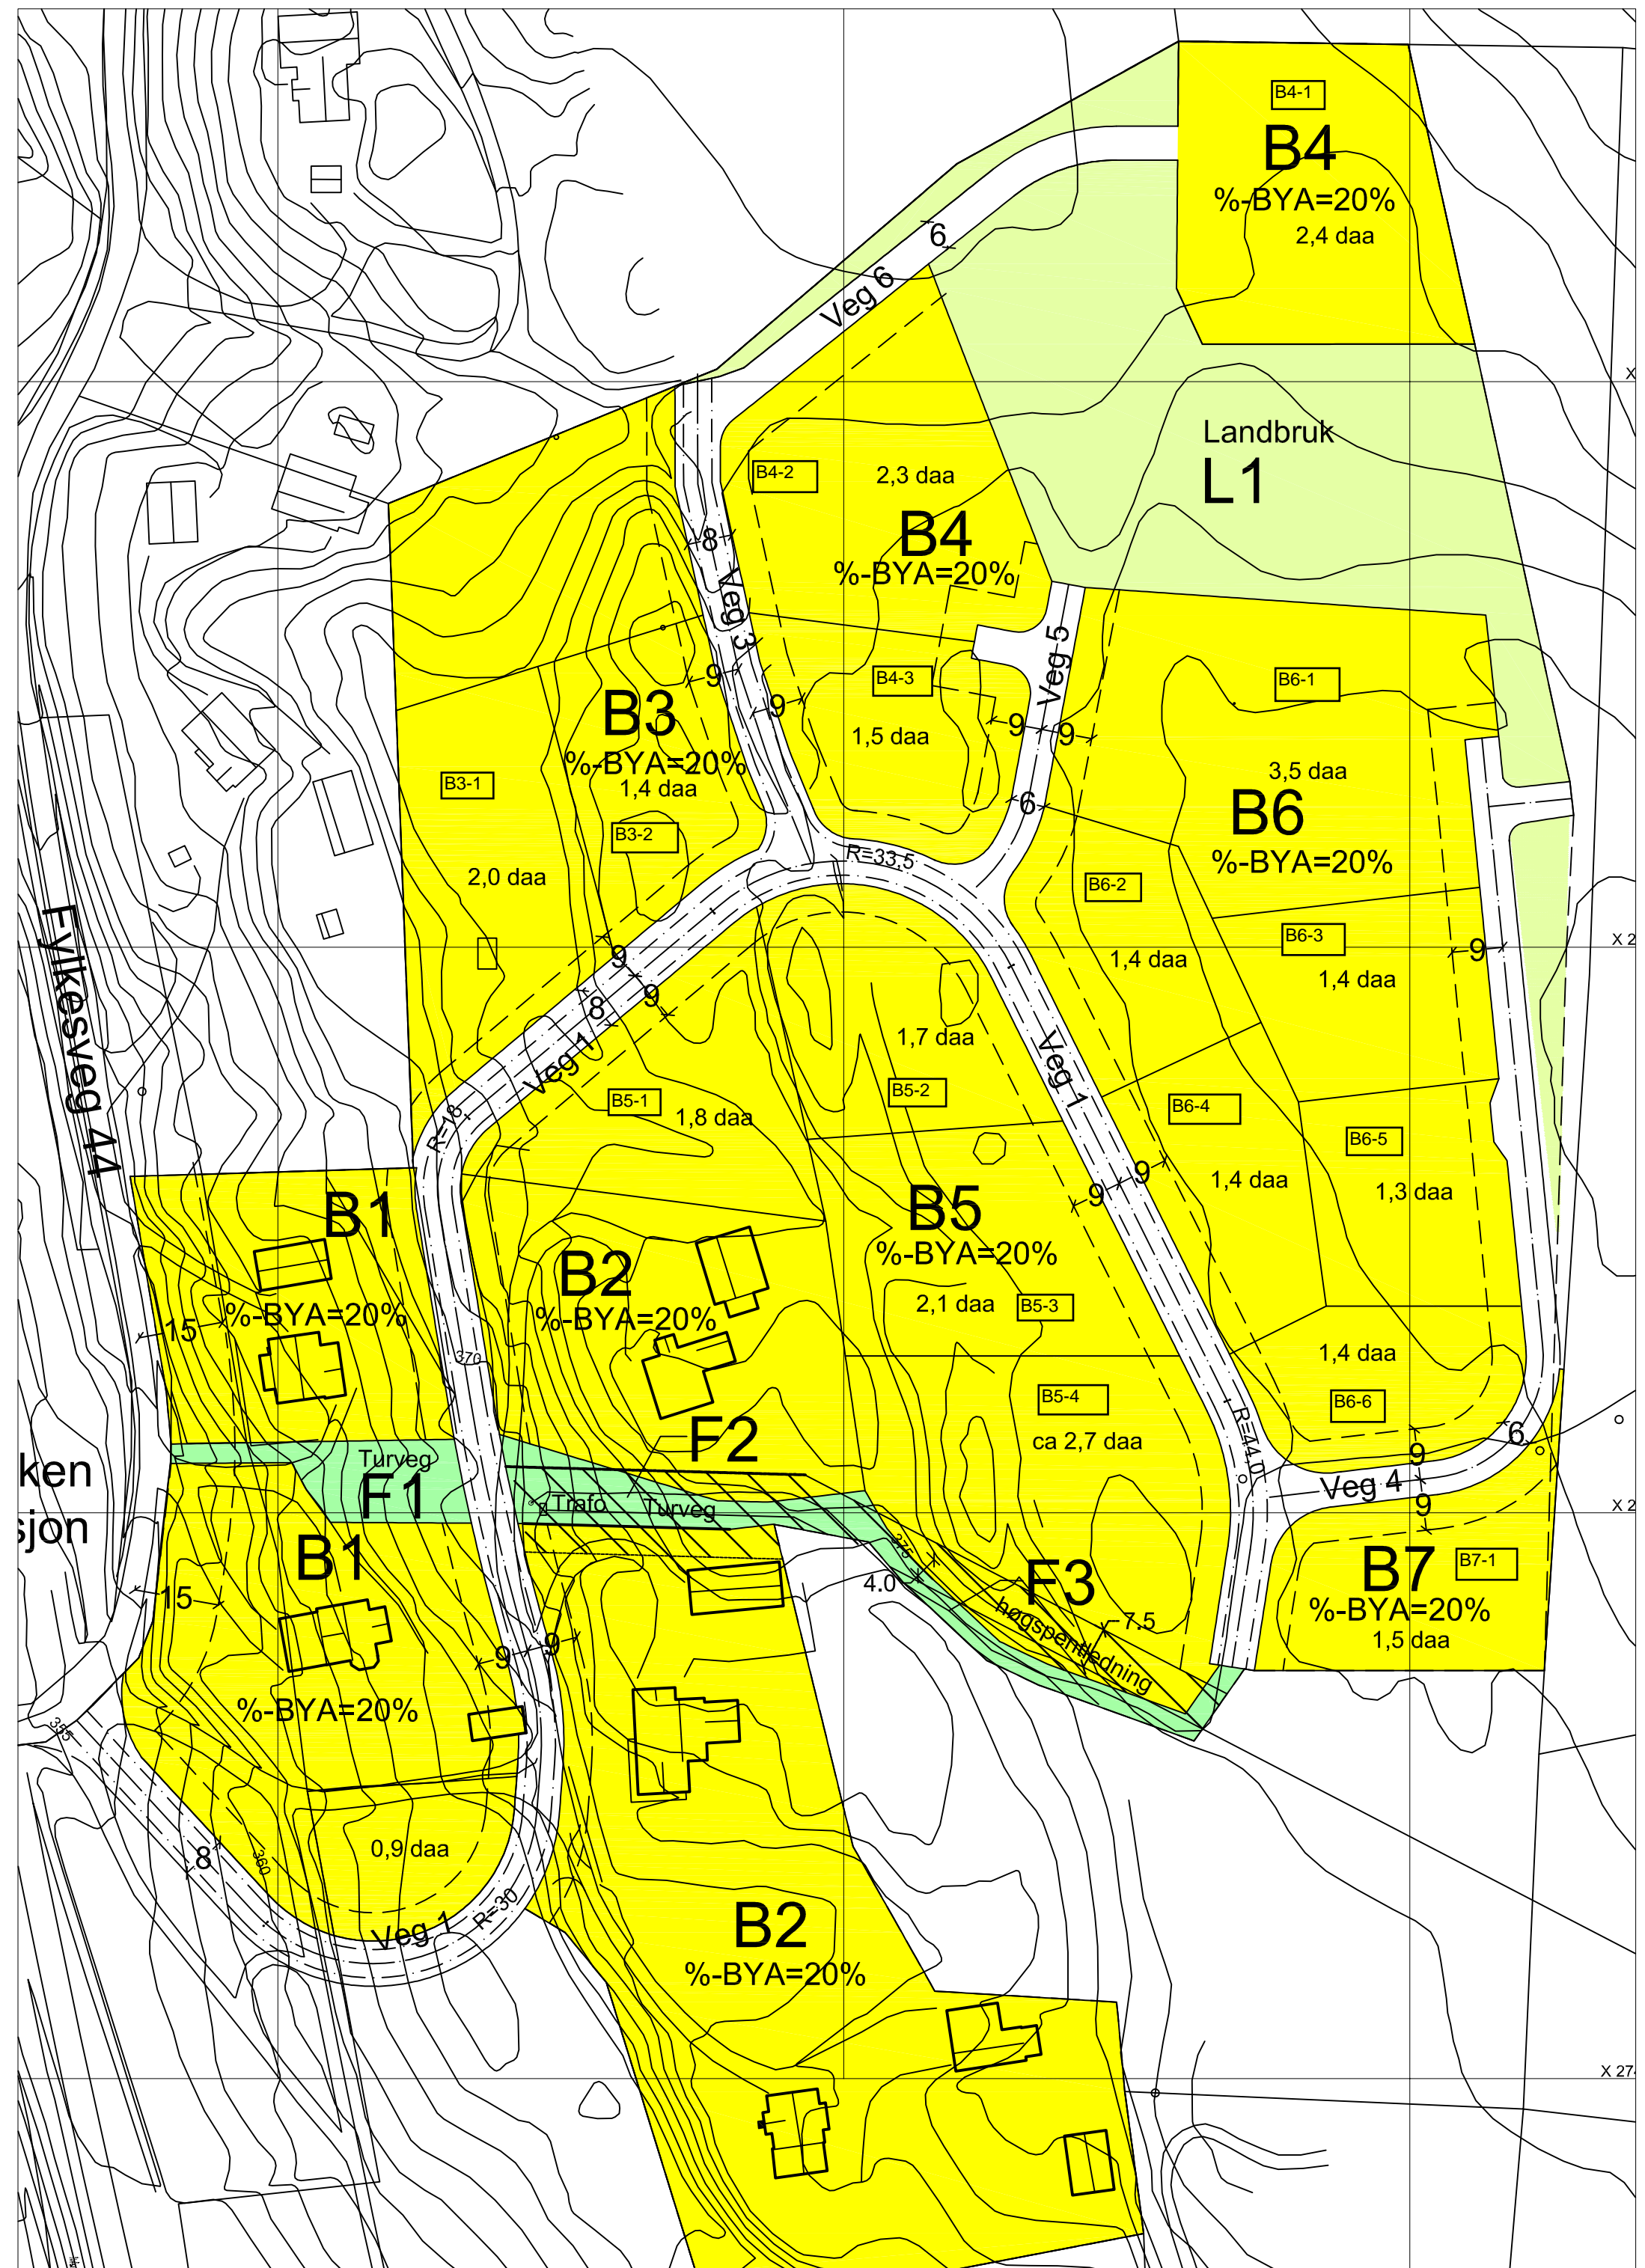 B4-1
B4
%-BYA=20%
2,4 daa
6
Veg 6
X
Landbruk
L1
B4-2
2,3 daa
B4
%-BYA=20%
8
Veg 3
Veg 5
B4-3
1,5 daa
9
9
9
9
6
B6-1
3,5 daa
B6
%-BYA=20%
B3
%-BYA=20%
1,4 daa
B3-1
B3-2
2,0 daa
R=33,5
B6-2
1,4 daa
B6-3
1,4 daa
9
X 2
Fylkesveg 44
9
8
9
Veg 1
R=18
1,7 daa
B5-2
B5-1
1,8 daa
Veg 1
B6-4
1,4 daa
B6-5
1,3 daa
9
9
B1
%-BYA=20%
15
370
B2
%-BYA=20%
B5
%-BYA=20%
2,1 daa
B5-3
B5-4
ca 2,7 daa
R=44,0
1,4 daa
B6-6
6
9
9
Veg 4
X 2
ken
sjon
Turveg
F1
F2
Trafo
Turveg
B1
15
%-BYA=20%
9
9
375
4.0
F3
7.5
høgspentledning
B7
B7-1
%-BYA=20%
1,5 daa
355
8
360
0,9 daa
Veg 1
R=30
B2
%-BYA=20%
X 27